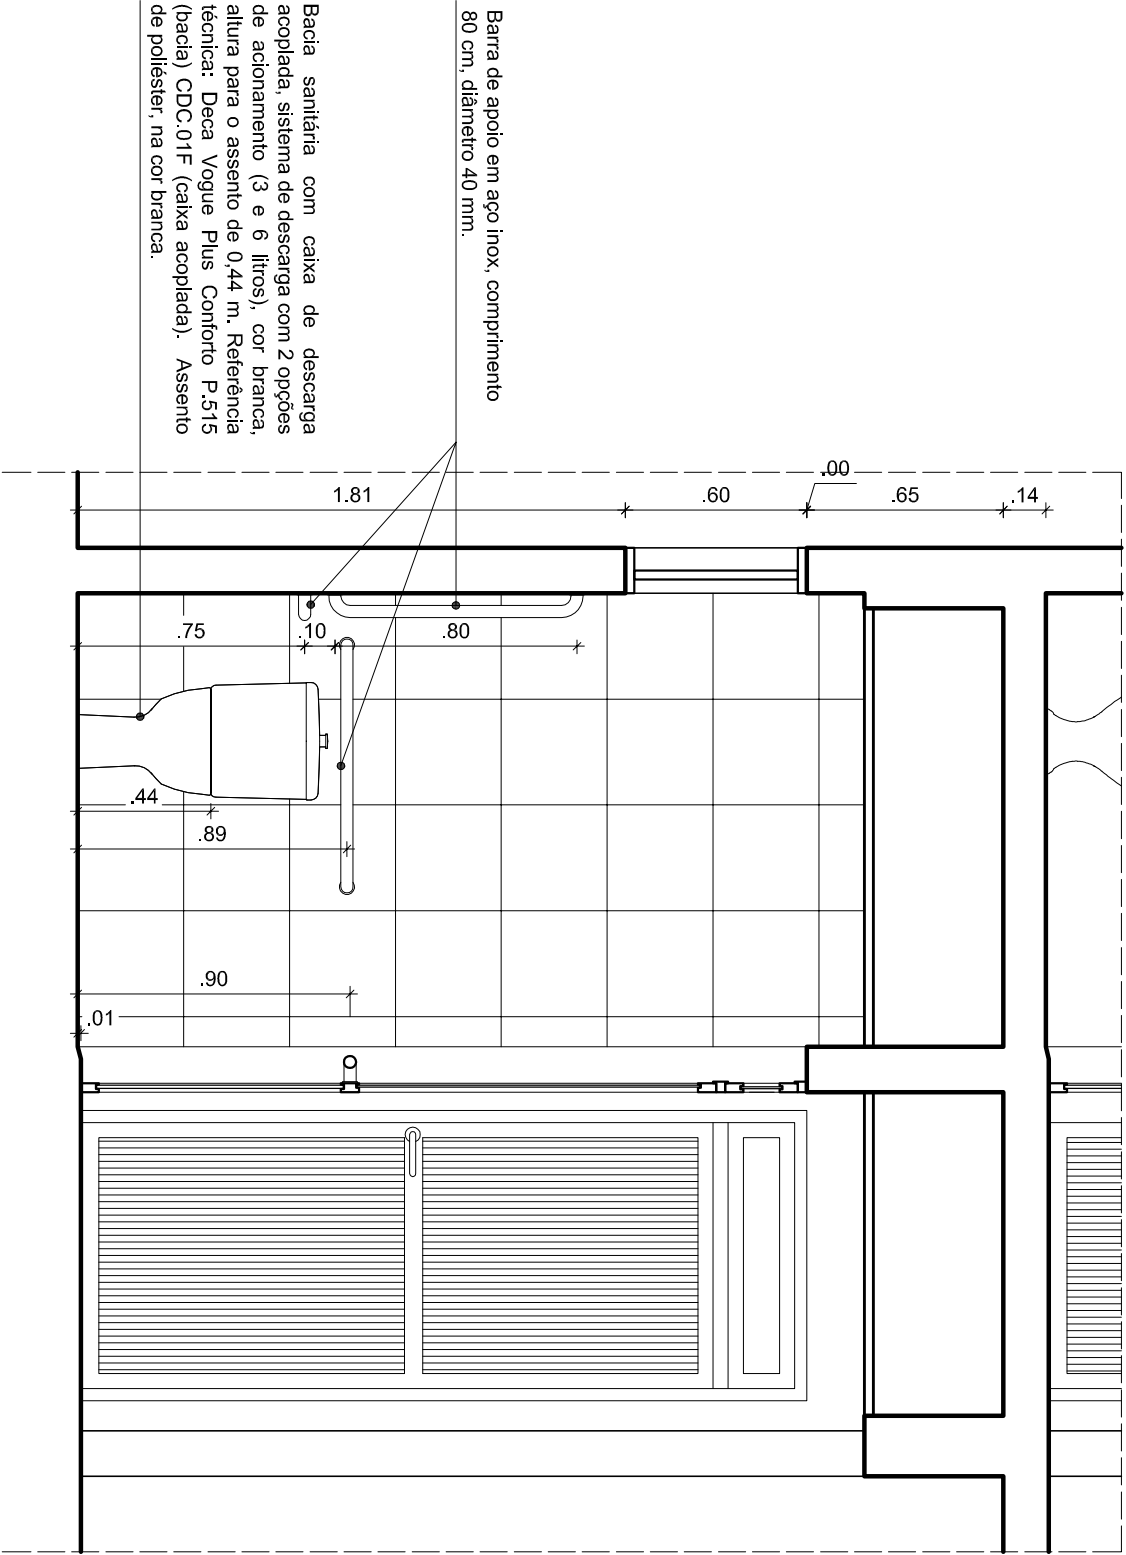 Barra de apoio em aço inox, comprimento
80 cm, diâmetro 40 mm.
Bacia sanitária com caixa de descarga
acoplada, sistema de descarga com 2 opções
de acionamento (3 e 6 litros), cor branca,
altura para o assento de 0,44 m. Referência
técnica: Deca Vogue Plus Conforto P.515
(bacia) CDC.01F (caixa acoplada). Assento
de poliéster, na cor branca.
1.81
.60
.00
.65
.14
.75
.10
.80
.44
.89
.90
.01